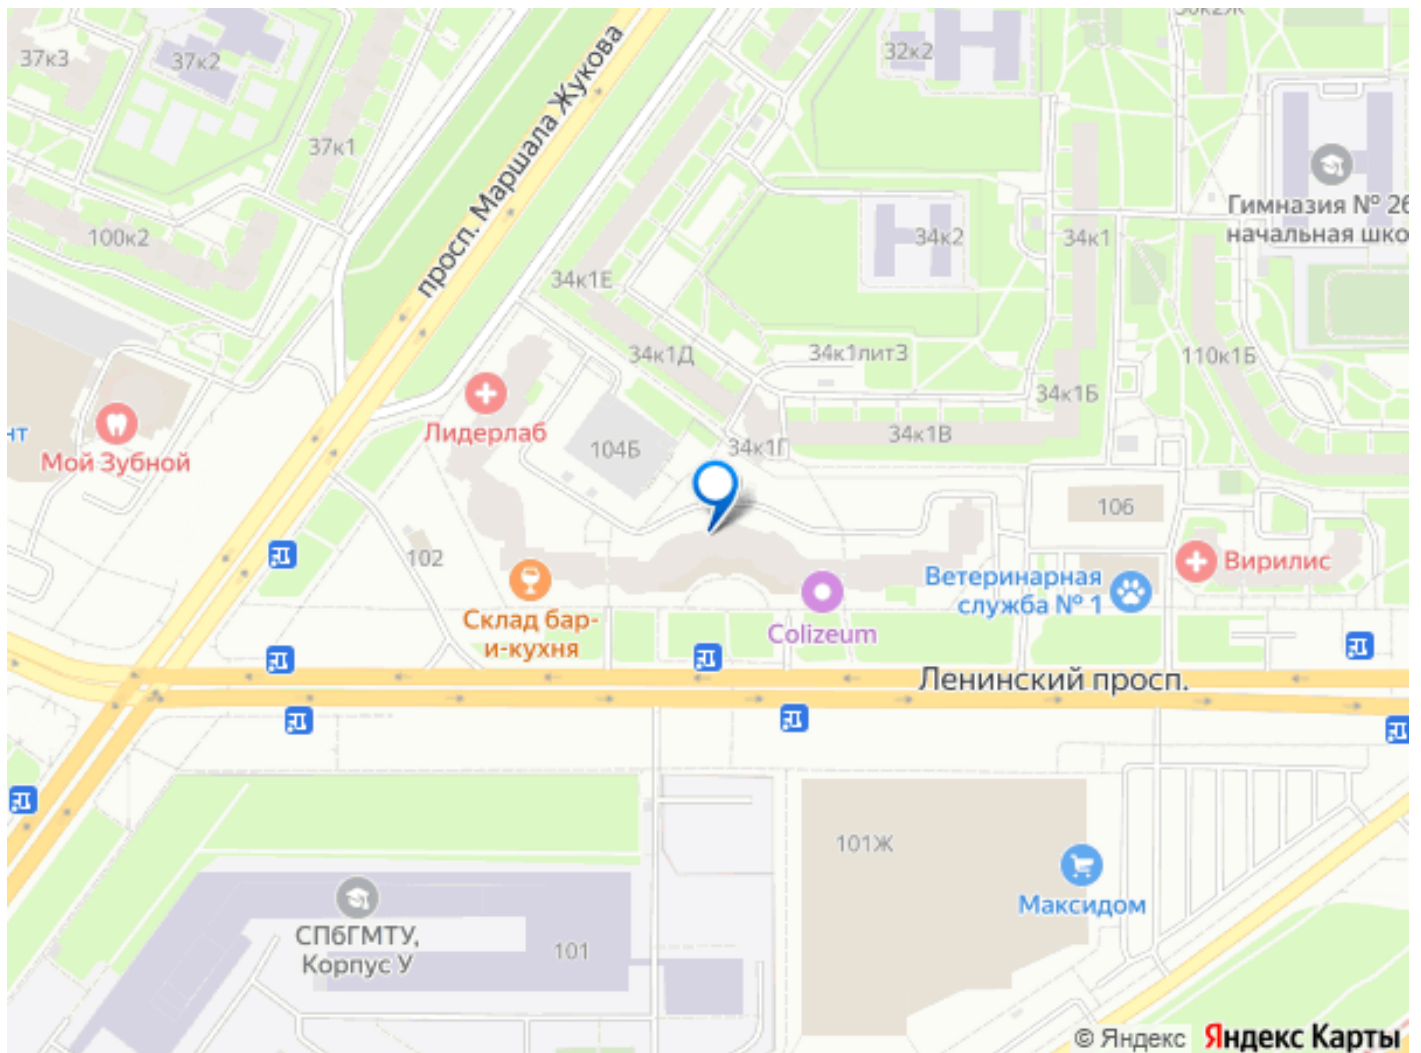 37к3
37к2
32к2
просп. Маршала Жукова
37к1
Гимназия № 26
начальная шко
100к2
34к2
34к1
34к1Е
34к1Д
34к1литЗ
110к1Б
34к1Б
нт
Мой Зубной
Лидерлаб
104Б
34к1Г
34к1В
106
102
Вирилис
Ветеринарная
служба № 1
Склад бар-
и-кухня
Colizeum
Ленинский просп.
101Ж
Максидом
СПбГМТУ,
Корпус У
101
© Яндекс Яндекс Карты